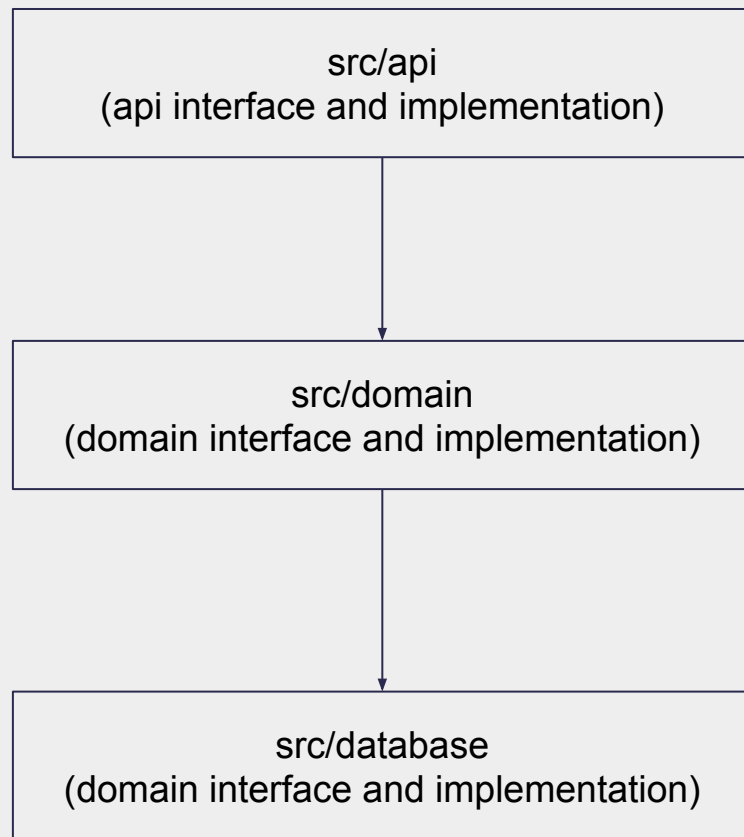 src/api
(api interface and implementation)
src/domain
(domain interface and implementation)
src/database
(domain interface and implementation)